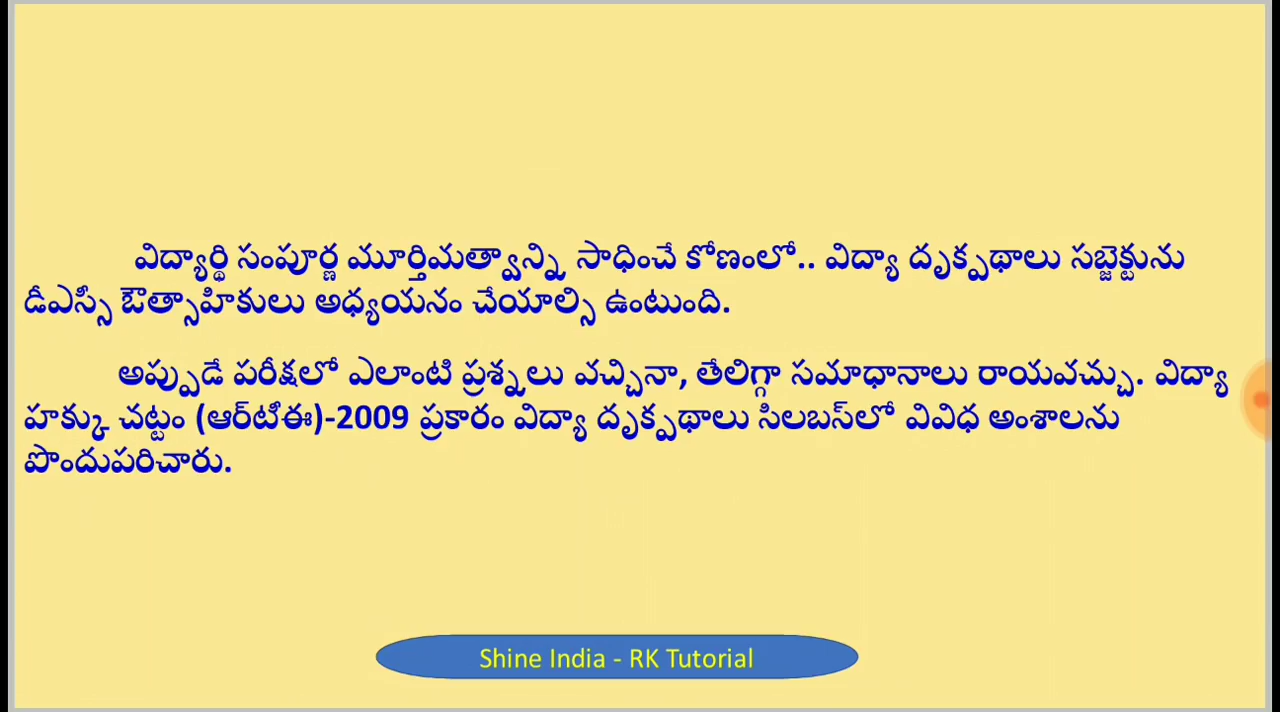 విద్యార్థి సంపూర్ణ మూర్తిమత్వాన్ని సాధించే కోణంలో.. విద్యా దృక్పథాలు సబ్జెక్టును
డీఎస్సీ ఔత్సాహికులు అధ్యయనం చేయాల్సి ఉంటుంది.
అప్పుడే పరీక్షలో ఎలాంటి ప్రశ్నలు వచ్చినా, తేలిగ్గా సమాధానాలు రాయవచ్చు. విద్యా
హక్కు చట్టం (ఆర్‌టీఈ)-2009 ప్రకారం విద్యా దృక్పథాలు సిలబస్‌లో వివిధ అంశాలను
పొందుపరిచారు.
Shine India - RK Tutorial